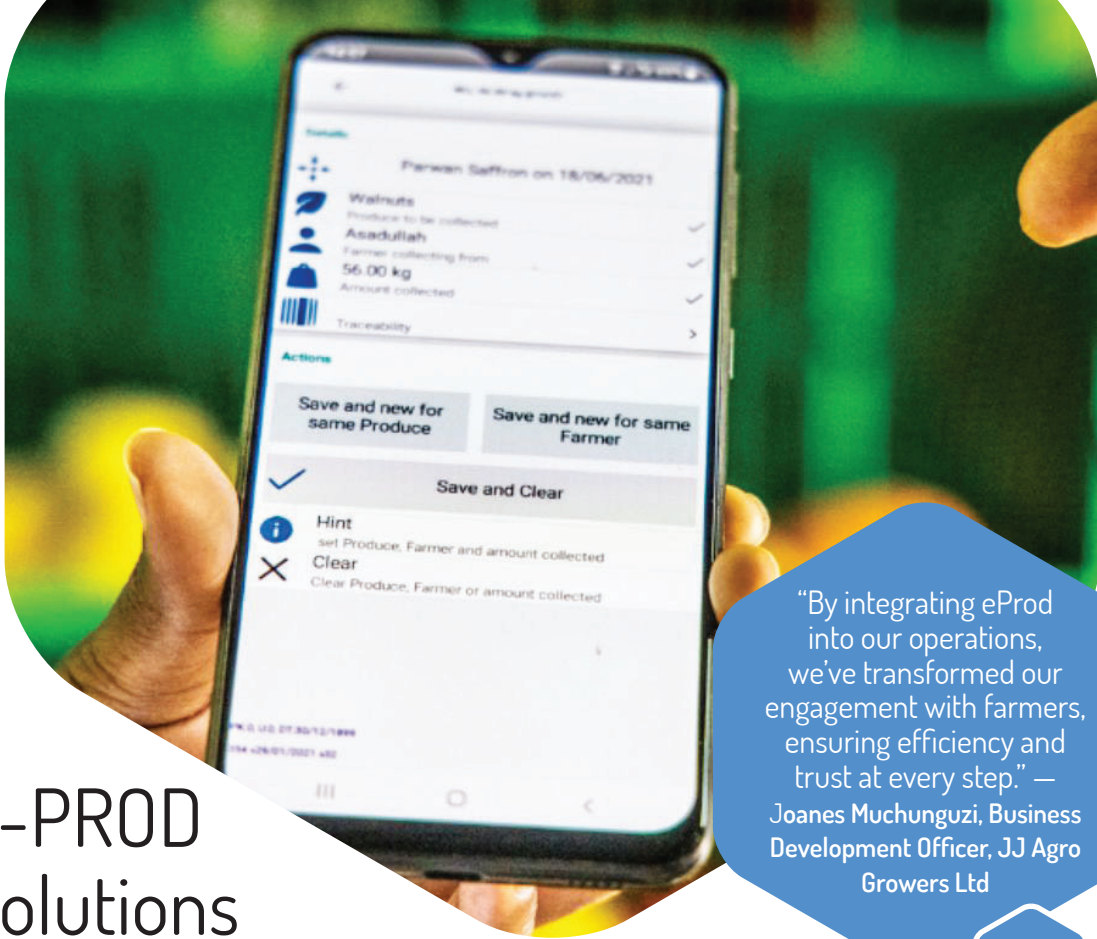 Details
Parwan Saffron on 18/06/2021
Walnuts
Produce to be collected
Asadullah
Farmer collecting from
56.00 kg
Amount collected
Traceability
Actions
Save and new for
same Produce
Save and new for same
Farmer
Save and Clear
Hint
set Produce, Farmer and amount collected
Clear
Clear Produce, Farmer or amount collected
“By integrating eProd
into our operations,
we’ve transformed our
engagement with farmers,
ensuring efficiency and
trust at every step.” —
Joanes Muchunguzi, Business
Development Officer, JJ Agro
Growers Ltd
-PROD
olutions